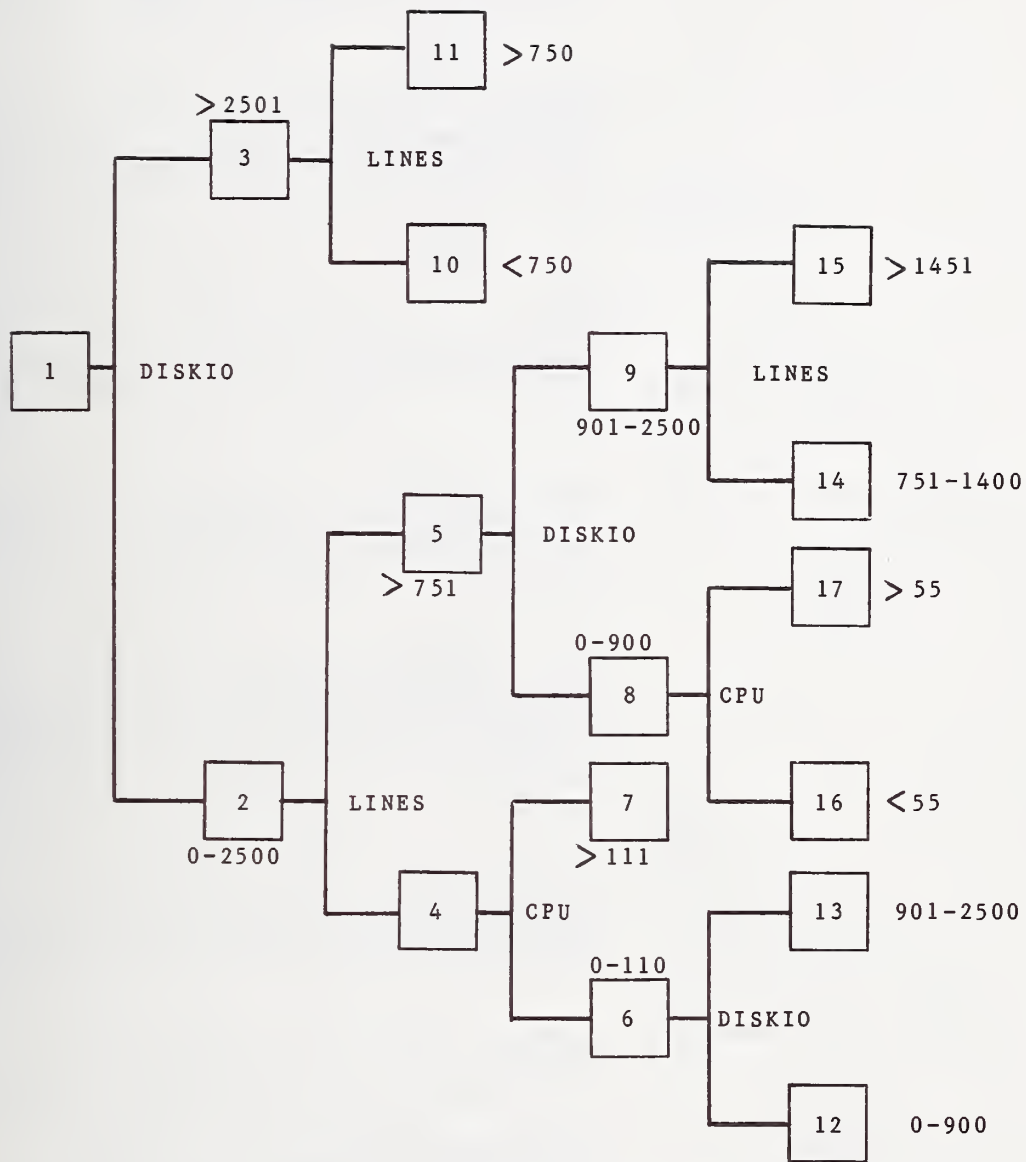 11 >750
>2501
3 LINES
10 <750
15 >1451
1 DISKIO
9 LINES
901-2500
14 751-1400
5 DISKIO
>751
17 >55
0-900
8 CPU
2 LINES 7 16 <55
0-2500 >111
4 CPU 13 901-2500
0-110
6 DISKIO
12 0-900